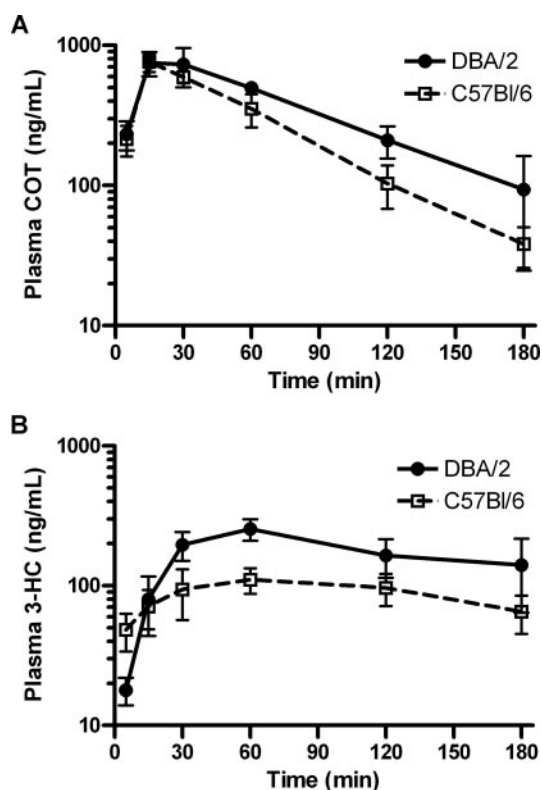 A
Plasma COT (ng/mL)
1000
100
10
DBA/2
C57Bl/6
0 30 60 90 120 150 180
Time (min)
B
Plasma 3-HC (ng/mL)
1000
100
10
DBA/2
C57Bl/6
0 30 60 90 120 150 180
Time (min)